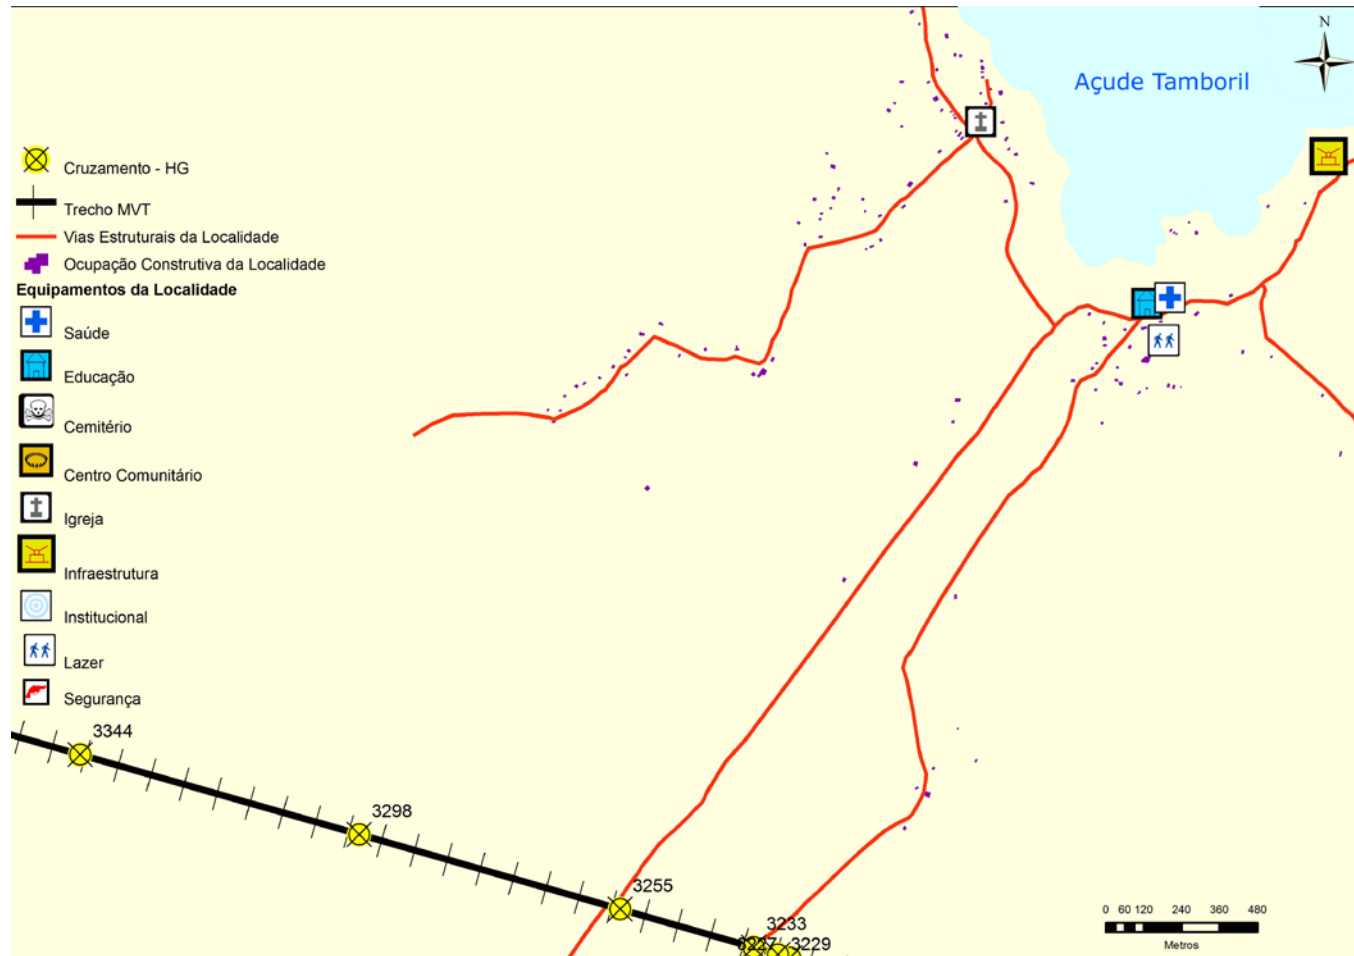 N
Açude Tamboril
Cruzamento - HG
Trecho MVT
Vias Estruturais da Localidade
Ocupação Construtiva da Localidade
Equipamentos da Localidade
Saúde
Educação
Cemitério
Centro Comunitário
Igreja
Infraestrutura
Institucional
Lazer
Segurança
3344
3298
3255
3233
3227 3229
0 60 120 240 360 480
Metros